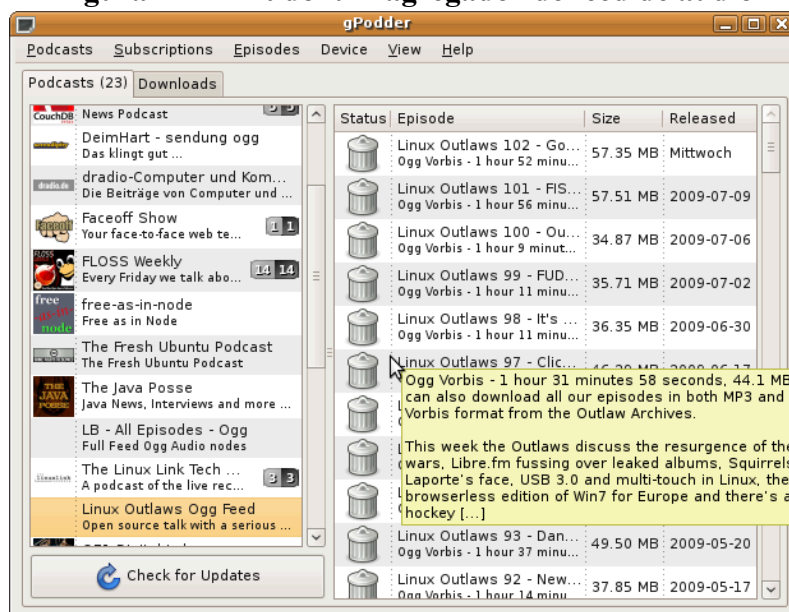 gPodder
Podcasts Subscriptions Episodes Device View Help
Podcasts (23) Downloads
CouchDB News Podcast
DeimHart - sendung ogg
Das klingt gut ...
dradio.de
dradio-Computer und Kom...
Die Beiträge von Computer und ...
Faceoff
Faceoff Show
Your face-to-face web te...
1 1
FLOSS
FLOSS Weekly
Every Friday we talk abo...
14 14
free
-as-in-
node
free-as-in-node
Free as in Node
The Fresh Ubuntu Podcast
The Fresh Ubuntu Podcast
THE
JAVA
POSSE
The Java Posse
Java News, Interviews and more ...
LB - All Episodes - Ogg
Full Feed Ogg Audio nodes
The Linux Link Tech ...
A podcast of the live rec...
3 3
Linux Outlaws Ogg Feed
Open source talk with a serious ...
Check for Updates
Status Episode Size Released
Linux Outlaws 102 - Go...
Ogg Vorbis - 1 hour 52 minu...
57.35 MB Mittwoch
Linux Outlaws 101 - FIS...
Ogg Vorbis - 1 hour 56 minu...
57.51 MB 2009-07-09
Linux Outlaws 100 - Ou...
Ogg Vorbis - 1 hour 9 minut...
34.87 MB 2009-07-06
Linux Outlaws 99 - FUD...
Ogg Vorbis - 1 hour 11 minu...
35.71 MB 2009-07-02
Linux Outlaws 98 - It's ...
Ogg Vorbis - 1 hour 11 minu...
36.35 MB 2009-06-30
Linux Outlaws 97 - Clic...
Ogg Vorbis - 1 hour 31 minutes 58 seconds, 44.1 MB
can also download all our episodes in both MP3 and
Vorbis format from the Outlaw Archives.
This week the Outlaws discuss the resurgence of the
wars, Libre.fm fussing over leaked albums, Squirrels
Laporte's face, USB 3.0 and multi-touch in Linux, the
browserless edition of Win7 for Europe and there's a
hockey [...]
Linux Outlaws 93 - Dan...
Ogg Vorbis - 1 hour 37 minu...
49.50 MB 2009-05-20
Linux Outlaws 92 - New...
Ogg Vorbis - 1 hour 14 minu
37.85 MB 2009-05-17